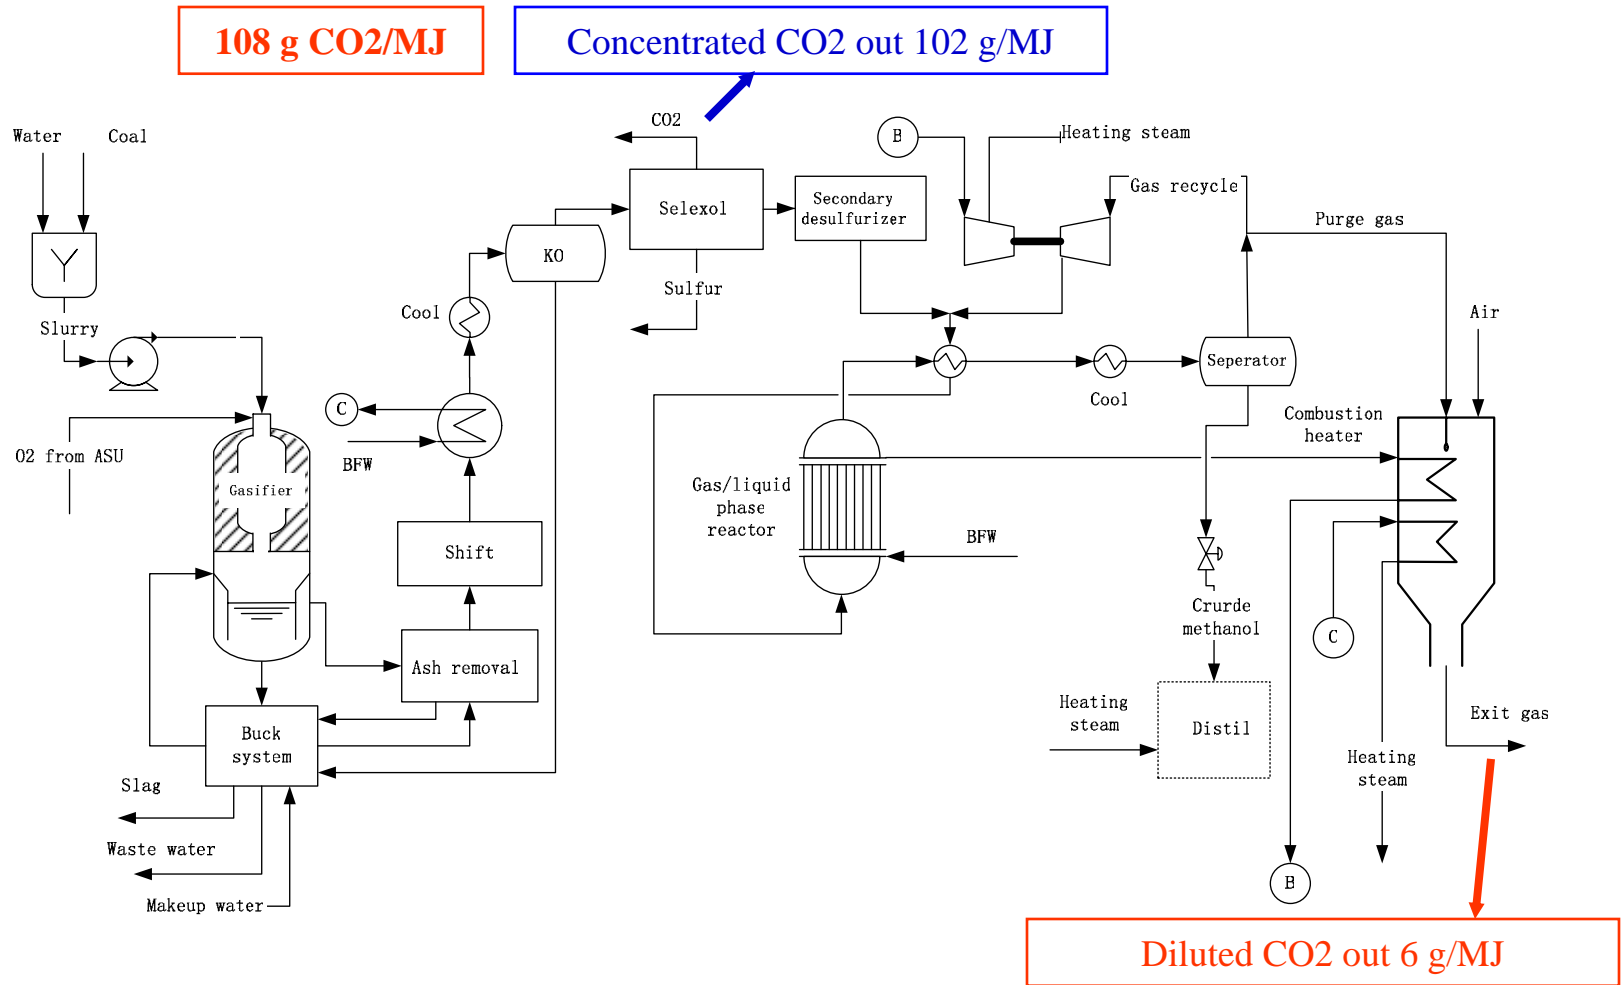 108 g CO2/MJ
Concentrated CO2 out 102 g/MJ
Water
Coal
CO2
B
Heating steam
Selexol
Secondary
desulfurizer
Gas recycle
Purge gas
KO
Sulfur
Cool
Slurry
Air
Seperator
Cool
C
BFW
O2 from ASU
Gasifier
Combustion
heater
Gas/liquid
phase
reactor
BFW
Shift
Crurde
methanol
C
Ash removal
Heating
steam
Distil
Exit gas
Buck
system
Heating
steam
Slag
Waste water
Makeup water
B
Diluted CO2 out 6 g/MJ